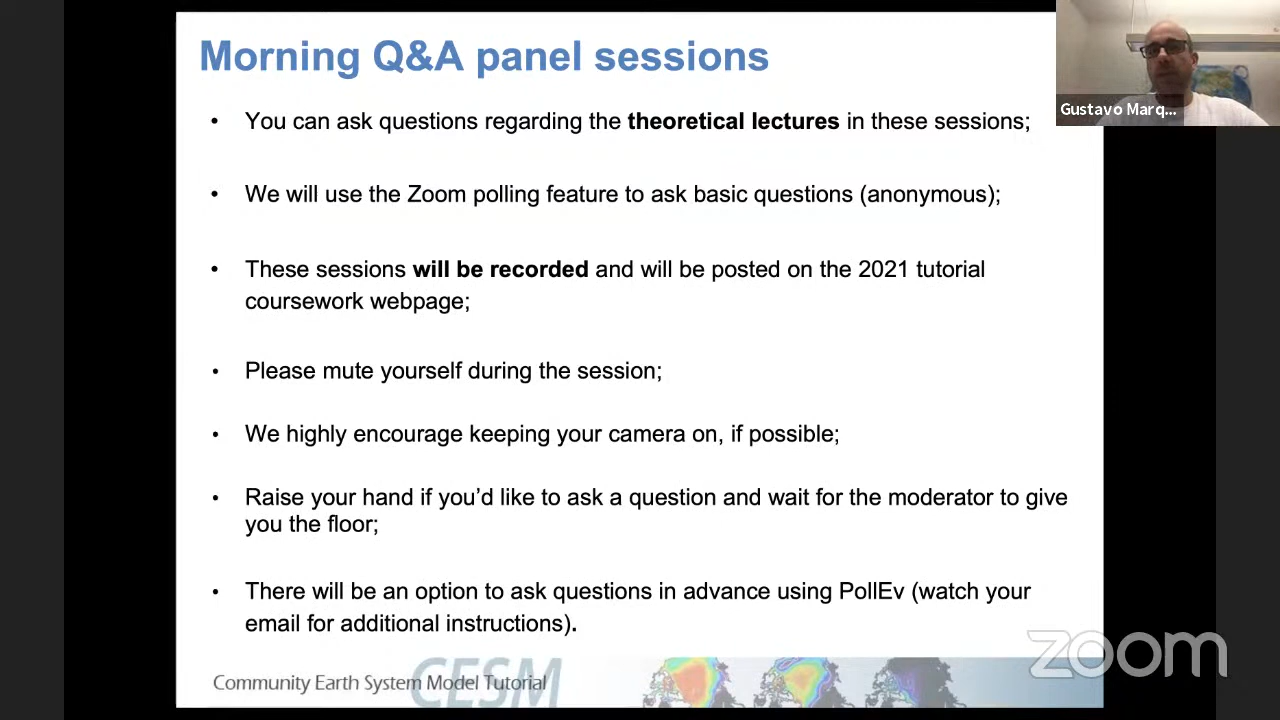 Morning Q&A panel sessions
Gustavo Marq...
• You can ask questions regarding the theoretical lectures in these sessions;
• We will use the Zoom polling feature to ask basic questions (anonymous);
• These sessions will be recorded and will be posted on the 2021 tutorial
coursework webpage;
• Please mute yourself during the session;
• We highly encourage keeping your camera on, if possible;
• Raise your hand if you’d like to ask a question and wait for the moderator to give
you the floor;
• There will be an option to ask questions in advance using PollEv (watch your
email for additional instructions).
zoom
CESM
Community Earth System Model Tutorial